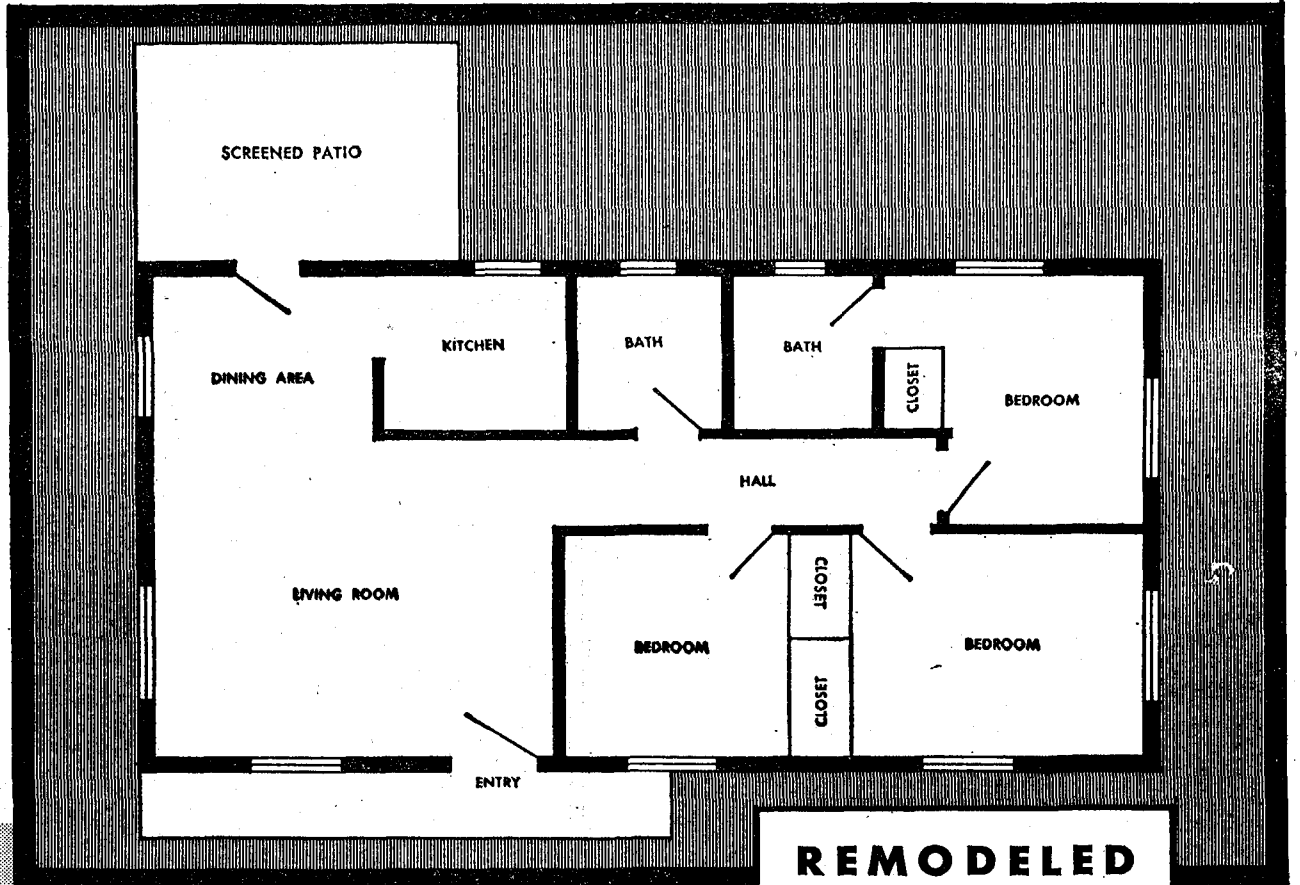 SCREENED PATIO
KITCHEN
BATH
BATH
DINING AREA
CLOSET
BEDROOM
HALL
LIVING ROOM
CLOSET
BEDROOM
BEDROOM
CLOSET
ENTRY
REMODELED